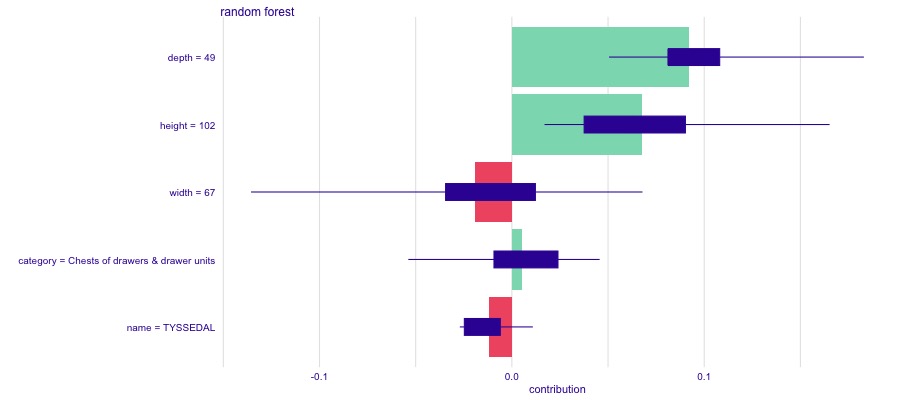 random forest
depth = 49
height = 102
width = 67
category = Chests of drawers & drawer units
name = TYSSEDAL
-0.1
0.0
0.1
contribution